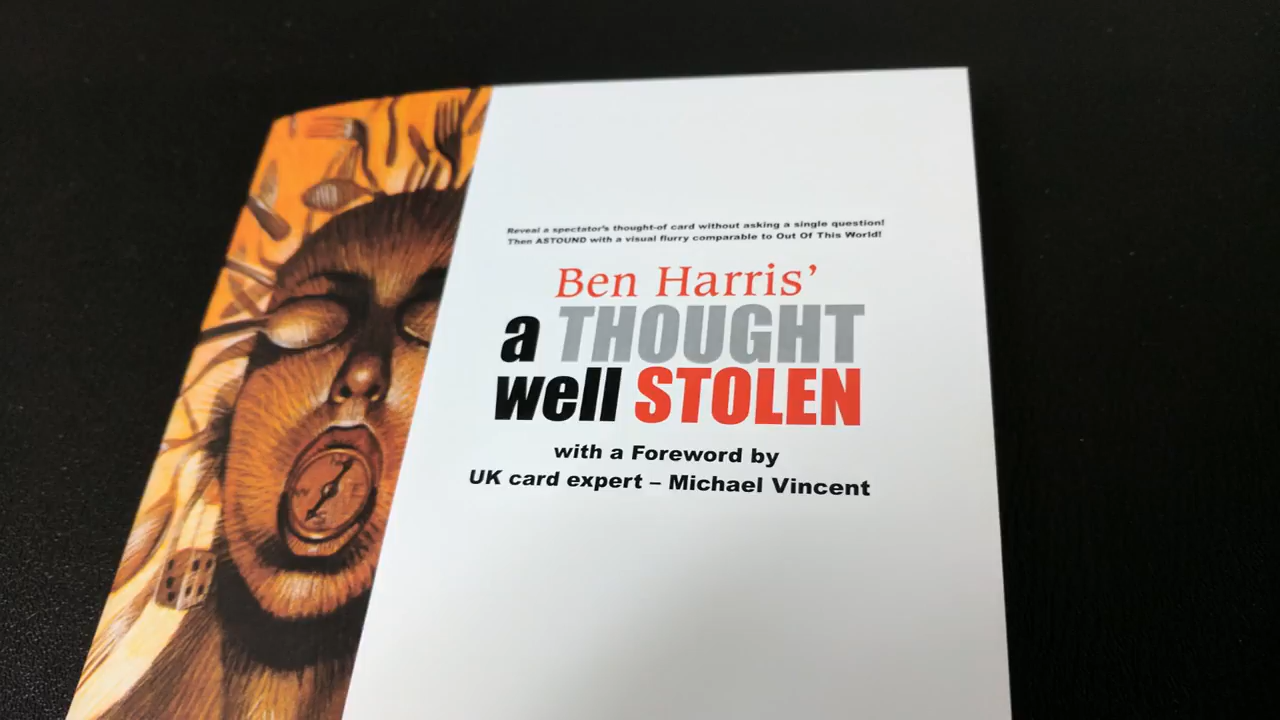 Reveal a spectator's thought-of card without asking a single question!
Then ASTOUND with a visual flurry comparable to Out Of This World!
Ben Harris'
a THOUGHT
well STOLEN
with a Foreword by
UK card expert – Michael Vincent